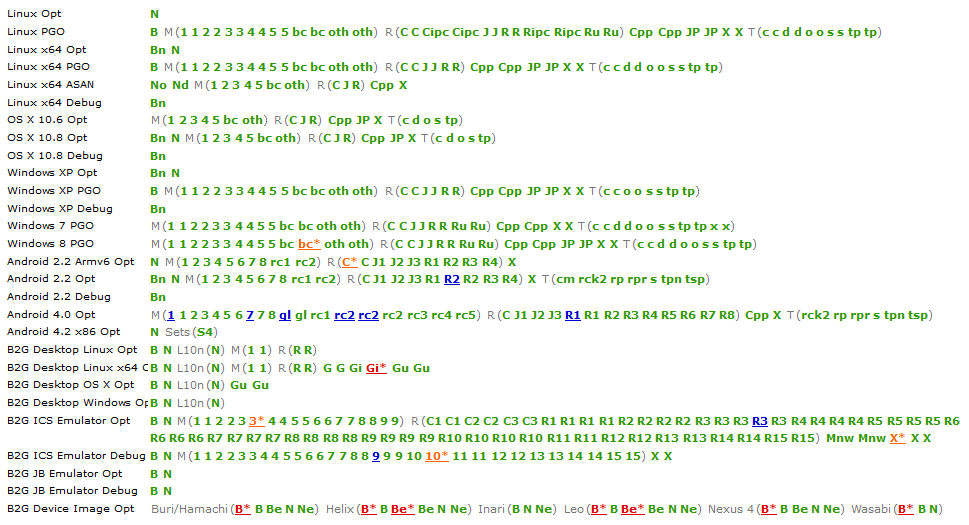 Linux Opt N
Linux PGO B M(1 1 2 2 3 3 4 4 5 5 bc bc oth oth) R(C C Cipc Cipc J J R R Ripc Ripc Ru Ru) Cpp Cpp JP JP X X T(c c d d o o s s tp tp)
Linux x64 Opt Bn N
Linux x64 PGO B M(1 1 2 2 3 3 4 4 5 5 bc bc oth oth) R(C C J J R R) Cpp Cpp JP JP X X T(c c d d o o s s tp tp)
Linux x64 ASAN No Nd M(1 2 3 4 5 bc oth) R(C J R) Cpp X
Linux x64 Debug Bn
OS X 10.6 Opt M(1 2 3 4 5 bc oth) R(C J R) Cpp JP X T(c d o s tp)
OS X 10.8 Opt Bn N M(1 2 3 4 5 bc oth) R(C J R) Cpp JP X T(c d o s tp)
OS X 10.8 Debug Bn
Windows XP Opt Bn N
Windows XP PGO B M(1 1 2 2 3 3 4 4 5 5 bc bc oth oth) R(C C J J R R) Cpp Cpp JP JP X X T(c c o o s s tp tp)
Windows XP Debug Bn
Windows 7 PGO M(1 1 2 2 3 3 4 4 5 5 bc bc oth oth) R(C C J J R R Ru Ru) Cpp Cpp X X T(c c d d o o s s tp tp x x)
Windows 8 PGO M(1 1 2 2 3 3 4 4 5 5 bc bc* oth oth) R(C C J J R R Ru Ru) Cpp Cpp JP JP X X T(c c d d o o s s tp tp)
Android 2.2 Armv6 Opt N M(1 2 3 4 5 6 7 8 rc1 rc2) R(C* C J1 J2 J3 R1 R2 R3 R4) X
Android 2.2 Opt Bn N M(1 2 3 4 5 6 7 8 rc1 rc2) R(C J1 J2 J3 R1 R2 R2 R3 R4) X T(cm rck2 rp rpr s tpn tsp)
Android 2.2 Debug Bn
Android 4.0 Opt M(1 1 2 3 4 5 6 7 7 8 gl gl rc1 rc2 rc2 rc2 rc3 rc4 rc5) R(C J1 J2 J3 R1 R1 R2 R3 R4 R5 R6 R7 R8) Cpp X T(rck2 rp rpr s tpn tsp)
Android 4.2 x86 Opt N Sets(S4)
B2G Desktop Linux Opt B N L10n(N) M(1 1) R(R R)
B2G Desktop Linux x64 O B N L10n(N) M(1 1) R(R R) G G Gi Gi* Gu Gu
B2G Desktop OS X Opt B N L10n(N) Gu Gu
B2G Desktop Windows Op B N L10n(N)
B2G ICS Emulator Opt B N M(1 1 2 2 3 3* 4 4 5 5 6 6 7 7 8 8 9 9) R(C1 C1 C2 C2 C3 C3 R1 R1 R1 R1 R2 R2 R2 R2 R3 R3 R3 R3 R3 R4 R4 R4 R4 R5 R5 R5 R5 R6
R6 R6 R6 R7 R7 R7 R7 R8 R8 R8 R8 R9 R9 R9 R9 R10 R10 R10 R10 R11 R11 R12 R12 R13 R13 R14 R14 R15 R15) Mnw Mnw X* X X
B2G ICS Emulator Debug B N M(1 1 2 2 3 3 4 4 5 5 6 6 7 7 8 8 9 9 9 10 10* 11 11 12 12 13 13 14 14 15 15) X X
B2G JB Emulator Opt B N
B2G JB Emulator Debug B N
B2G Device Image Opt Buri/Hamachi(B* B Be N Ne) Helix(B* B Be* Be N Ne) Inari(B N Ne) Leo(B* B Be* Be N Ne) Nexus 4(B* B Be N Ne) Wasabi(B* B N)